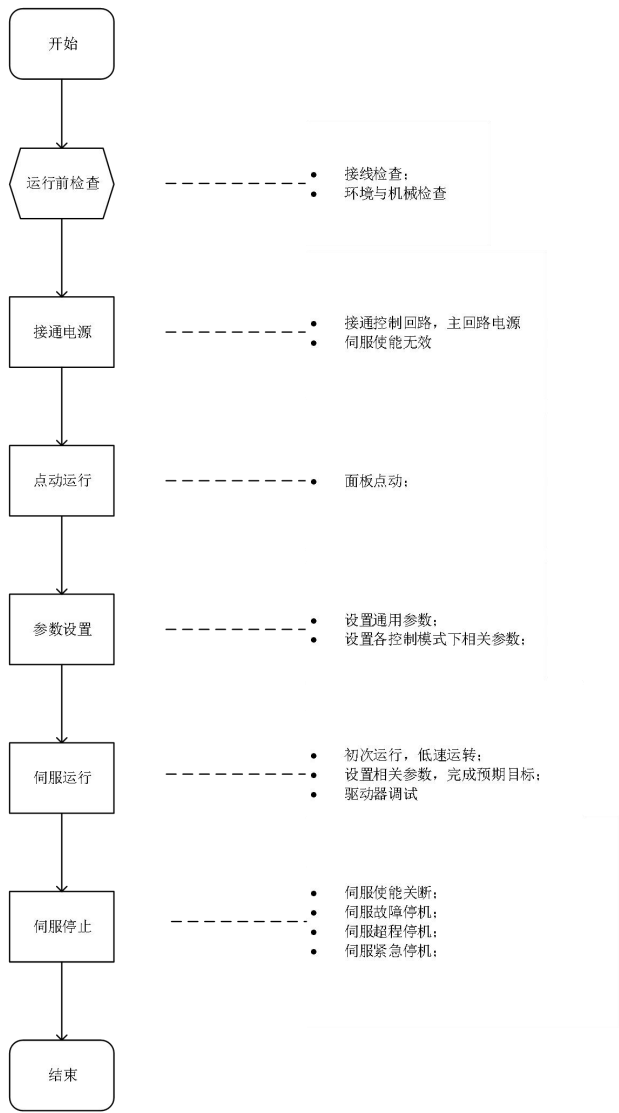 开始
运行前检查
• 接线检查；
• 环境与机械检查
接通电源
• 接通控制回路，主回路电源
• 伺服使能无效
点动运行
• 面板点动；
参数设置
• 设置通用参数；
• 设置各控制模式下相关参数；
伺服运行
• 初次运行，低速运转；
• 设置相关参数，完成预期目标；
• 驱动器调试
伺服停止
• 伺服使能关断；
• 伺服故障停机；
• 伺服超程停机；
• 伺服紧急停机；
结束